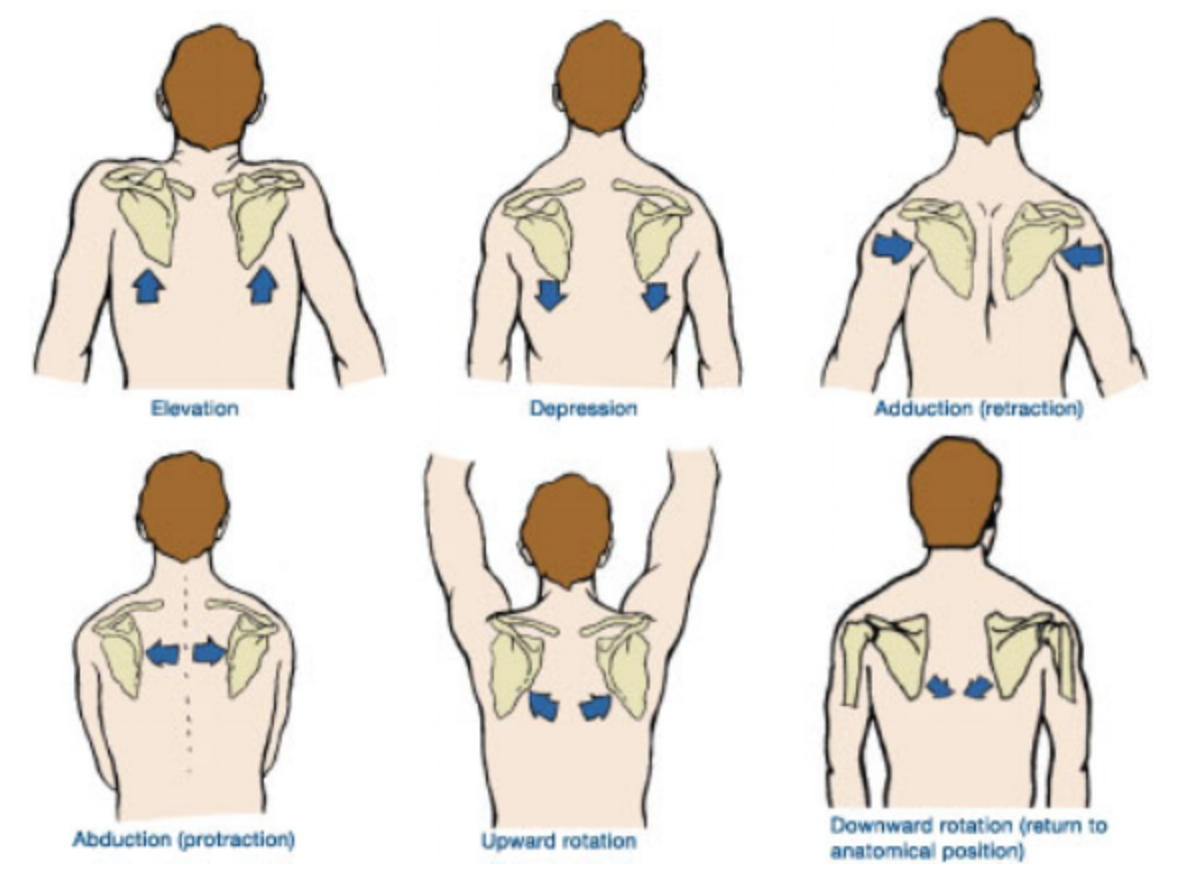 Elevation
Depression
Adduction (retraction)
Abduction (protraction)
Upward rotation
Downward rotation (return to
anatomical position)